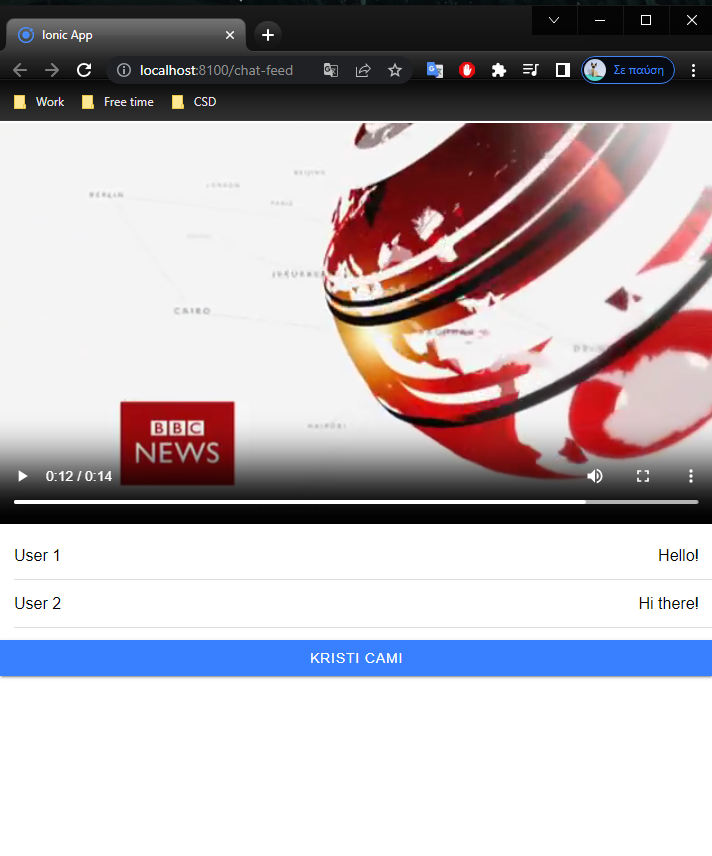 Ionic App
localhost:8100/chat-feed
Σε παύση
Work
Free time
CSD
BEIJING
LONDON
BERLIN
PARIS
CAIRO
NAIROBI
BBC
NEWS
0:12 / 0:14
User 1
Hello!
User 2
Hi there!
KRISTI CAMI